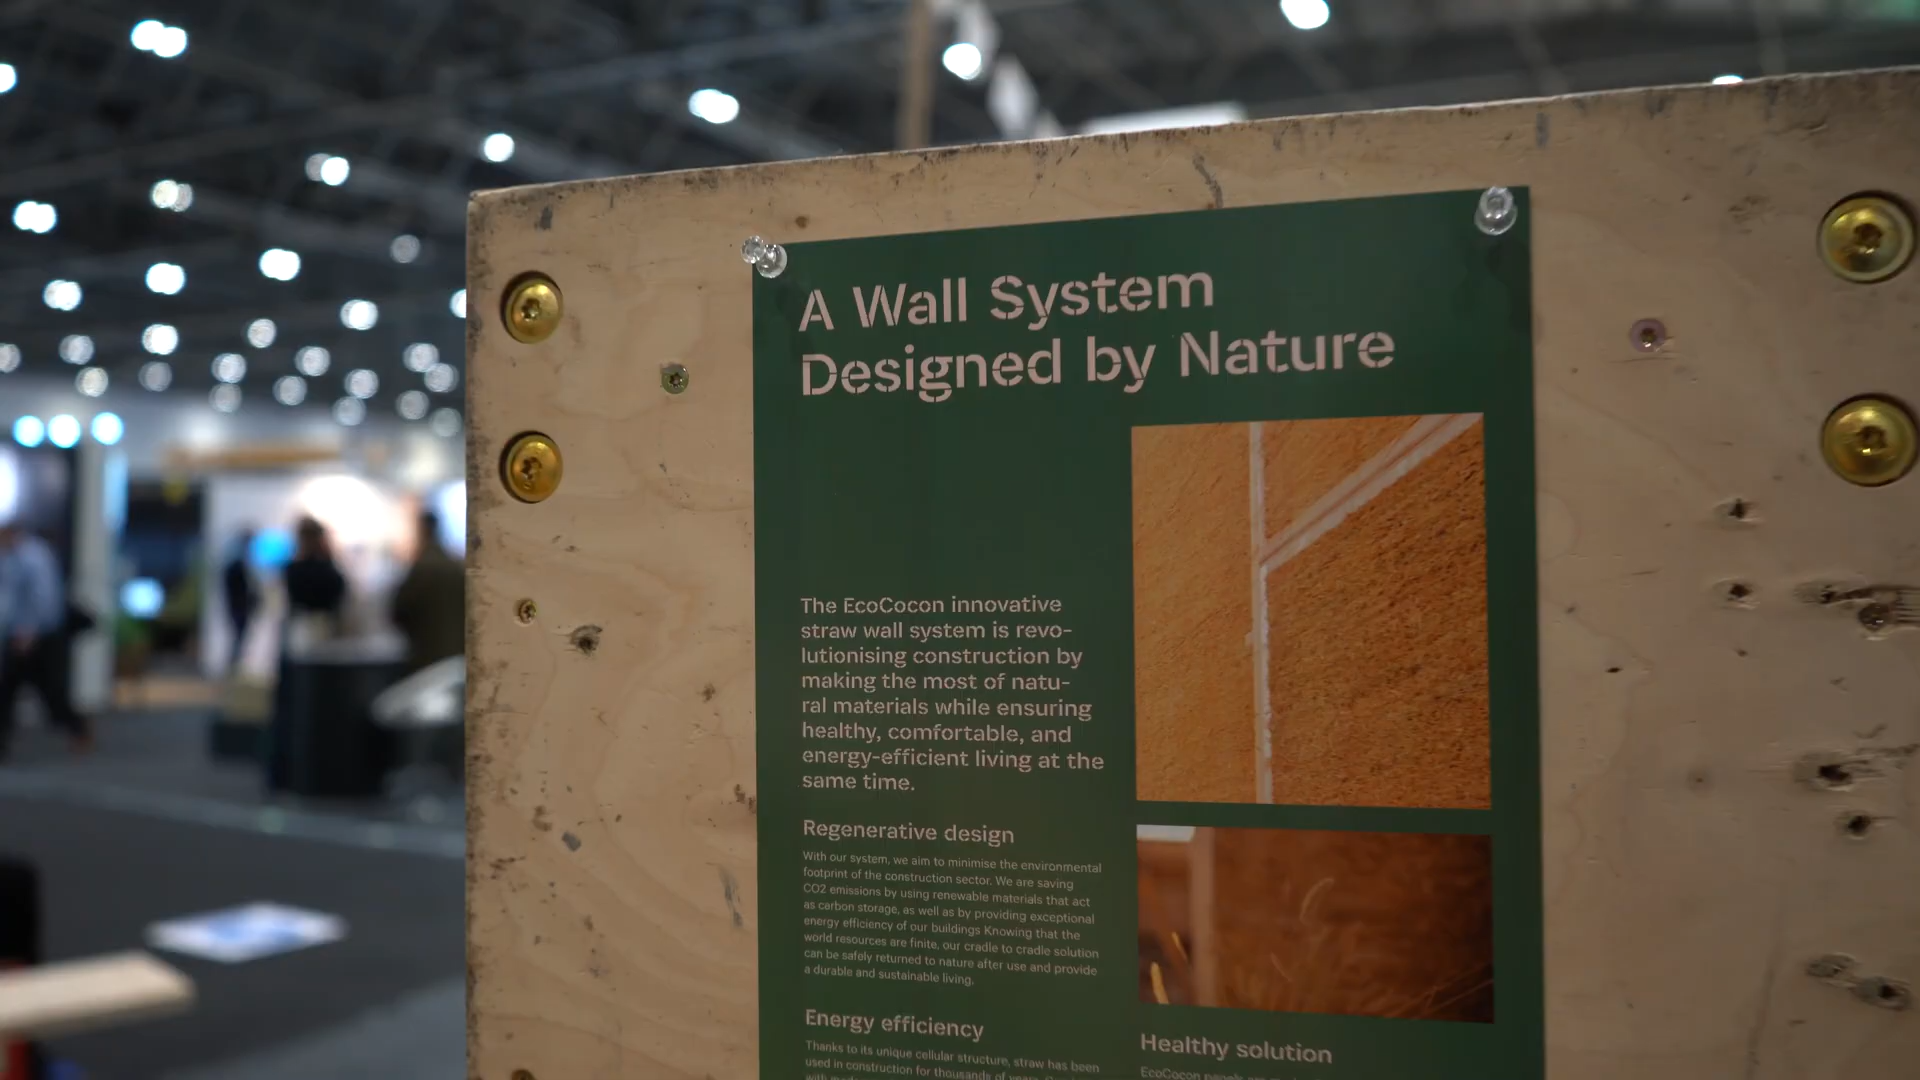 A Wall System
Designed by Nature
The EcoCocon innovative
straw wall system is revo-
lutionising construction by
making the most of natu-
ral materials while ensuring
healthy, comfortable, and
energy-efficient living at the
same time.
Regenerative design
With our system, we aim to minimise the environmental
footprint of the construction sector. We are saving
CO2 emissions by using renewable materials that act
as carbon storage, as well as by providing exceptional
energy efficiency of our buildings Knowing that the
world resources are finite, our cradle to cradle solution
can be safely returned to nature after use and provide
a durable and sustainable living.
Energy efficiency
Thanks to its unique cellular structure, straw has been
used in construction for thousands of years.
Healthy solution
EcoCocon panels are